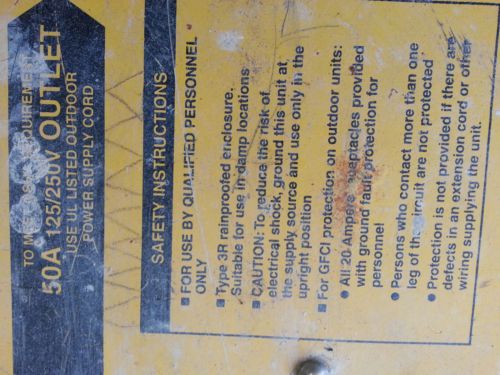 TO MEET OSHA REQUIREMENTS
50A 125/250V OUTLET
USE UL LISTED OUTDOOR
POWER SUPPLY CORD
SAFETY INSTRUCTIONS
FOR USE BY QUALIFIED PERSONNEL
ONLY
Type 3R rainproofed enclosure.
Suitable for use in damp locations
CAUTION: To reduce the risk of
electrical shock, ground this unit at
the supply source and use only in the
upright position
For GFCI protection on outdoor units:
All 20 Ampere receptacles provided
with ground fault protection for
personnel
Persons who contact more than one
leg of the circuit are not protected
Protection is not provided if there are
defects in an extension cord or other
wiring supplying the unit.